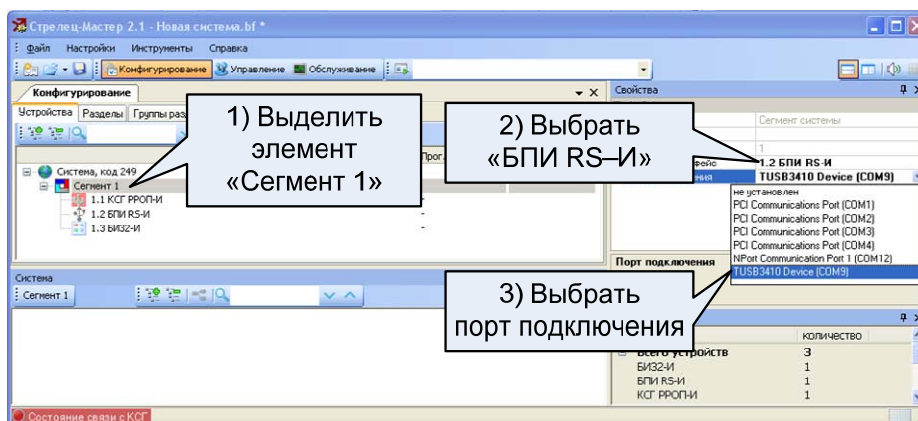 Стрелец-Мастер 2.1 - Новая система.bf *
Файл Настройки Инструменты Справка
Конфигурирование Управление Обслуживание
Конфигурирование
Свойства
Устройства Разделы Группы раз
1) Выделить
элемент
«Сегмент 1»
2) Выбрать
«БПИ RS–И»
Сегмент системы
1
фейс 1.2 БПИ RS-И
ния TUSB3410 Device (COM9)
Прог.
Система, код 249
Сегмент 1
1.1 КСГ РРОП-И -
1.2 БПИ RS-И -
1.3 БИ32-И -
не установлен
PCI Communications Port (COM1)
PCI Communications Port (COM2)
PCI Communications Port (COM3)
PCI Communications Port (COM4)
NPort Communication Port 1 (COM12)
TUSB3410 Device (COM9)
Порт подключения
Система
Сегмент 1
3) Выбрать
порт подключения
количество
Всего устройств 3
БИ32-И 1
БПИ RS-И 1
КСГ РРОП-И 1
Состояние связи с КСГ